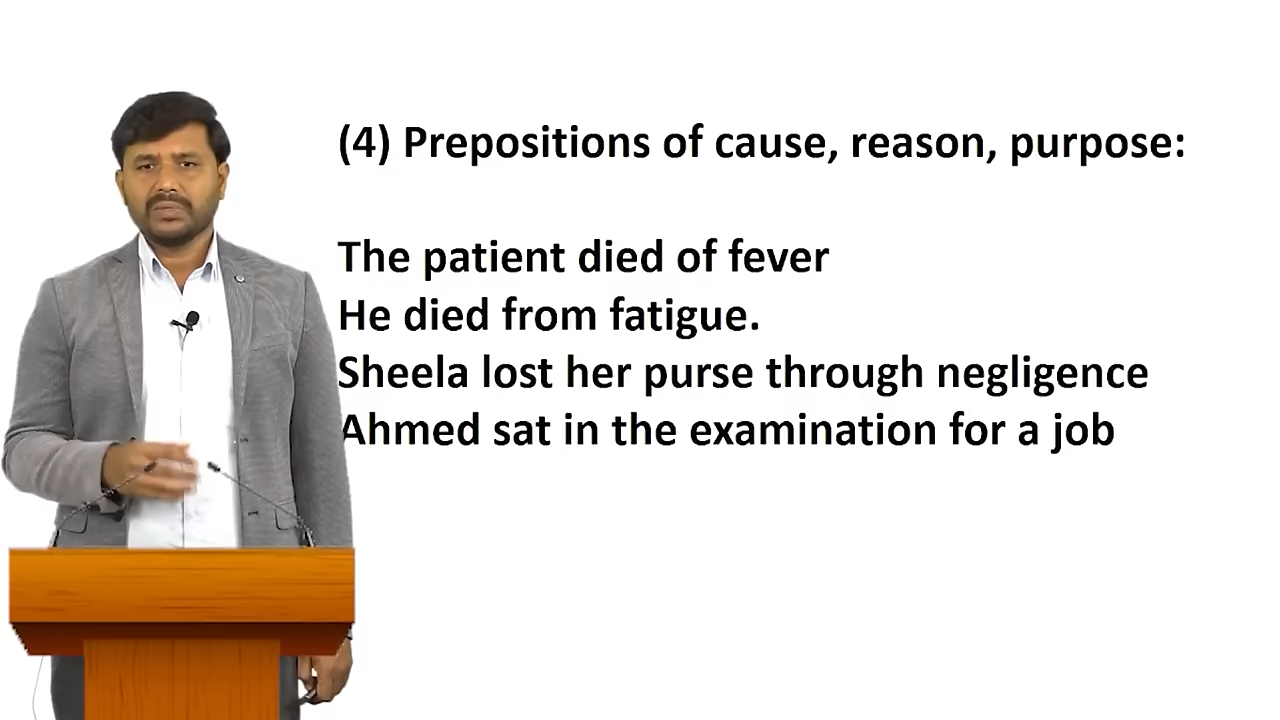 (4) Prepositions of cause, reason, purpose:
The patient died of fever
He died from fatigue.
Sheela lost her purse through negligence
Ahmed sat in the examination for a job